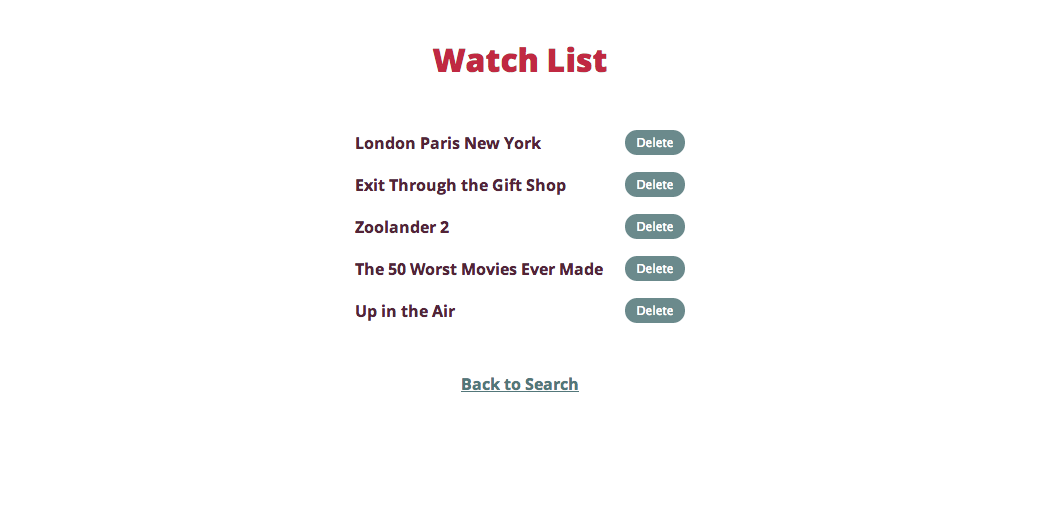 Watch List
London Paris New York Delete
Exit Through the Gift Shop Delete
Zoolander 2 Delete
The 50 Worst Movies Ever Made Delete
Up in the Air Delete
Back to Search